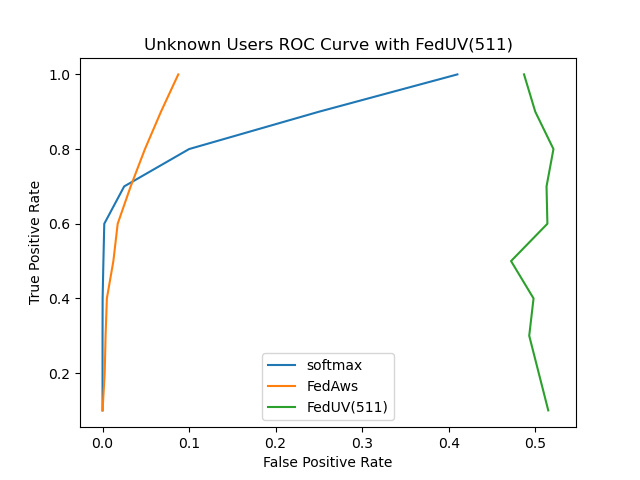 Unknown Users ROC Curve with FedUV(511)
True Positive Rate
1.0
0.8
0.6
0.4
0.2
softmax
FedAws
FedUV(511)
0.0 0.1 0.2 0.3 0.4 0.5
False Positive Rate